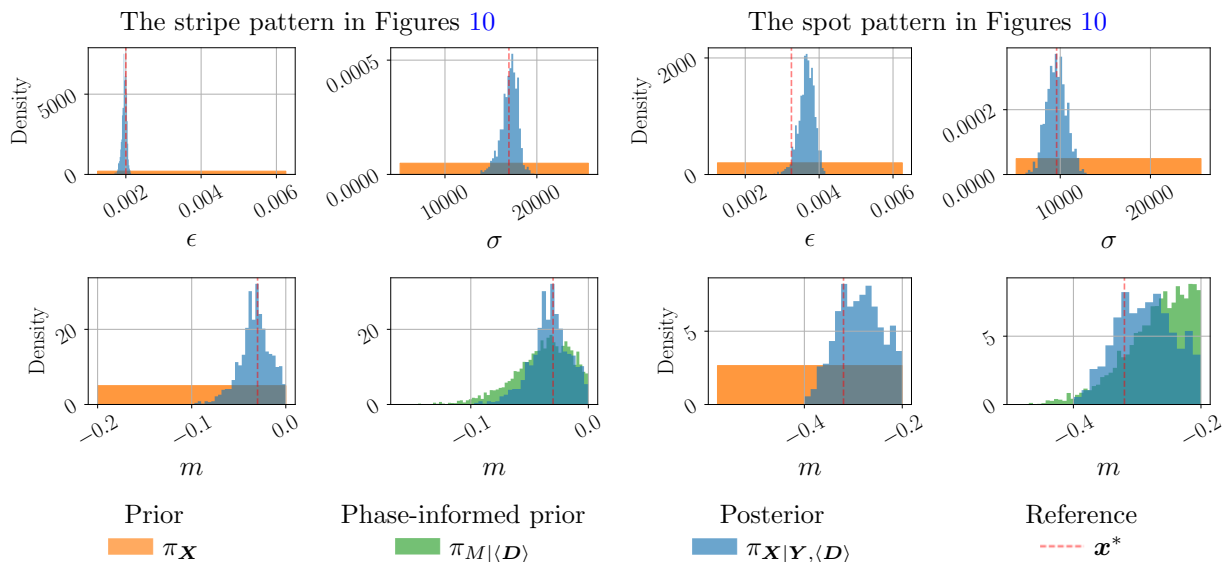 The stripe pattern in Figures 10
The spot pattern in Figures 10
Density
5000
0
0.002
0.004
0.006
ϵ
0.0005
0.0000
10000
20000
σ
Density
2000
0
0.002
0.004
0.006
ϵ
0.0002
0.0000
10000
20000
σ
Density
20
0
−0.2
−0.1
0.0
m
20
0
−0.1
0.0
m
Density
5
0
−0.4
−0.2
m
5
0
−0.4
−0.2
m
Prior
Phase-informed prior
Posterior
Reference
π_X
π_{M|⟨D⟩}
π_{X|Y,⟨D⟩}
x*